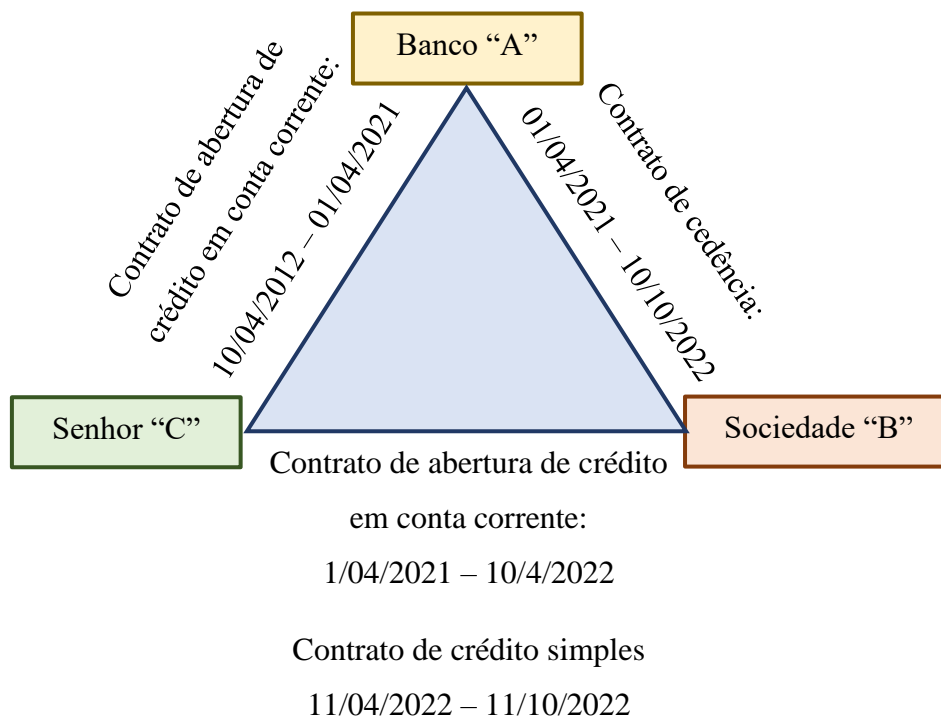 Banco “A”
Contrato de abertura de
crédito em conta corrente:
10/04/2012 – 01/04/2021
Contrato de cedência:
01/04/2021 – 10/10/2022
Senhor “C”
Sociedade “B”
Contrato de abertura de crédito
em conta corrente:
1/04/2021 – 10/4/2022
Contrato de crédito simples
11/04/2022 – 11/10/2022